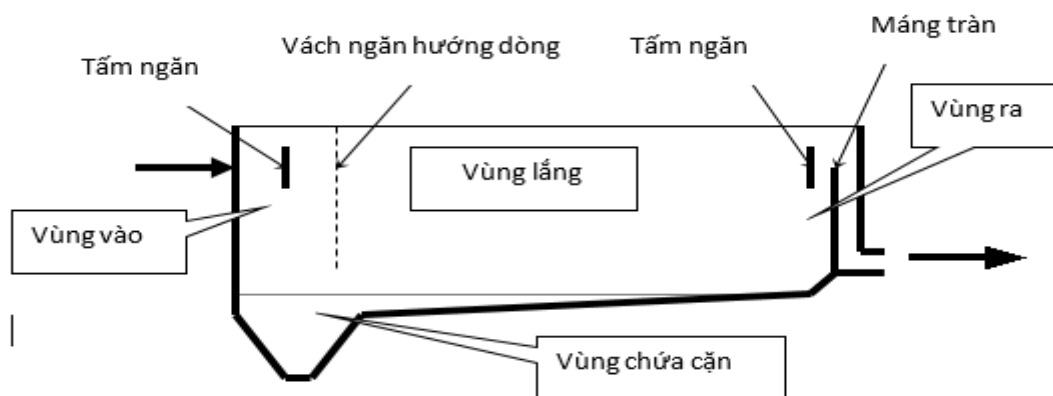 Máng tràn
Vách ngăn hướng dòng
Tấm ngăn
Tấm ngăn
Vùng ra
Vùng lắng
Vùng vào
Vùng chứa cặn